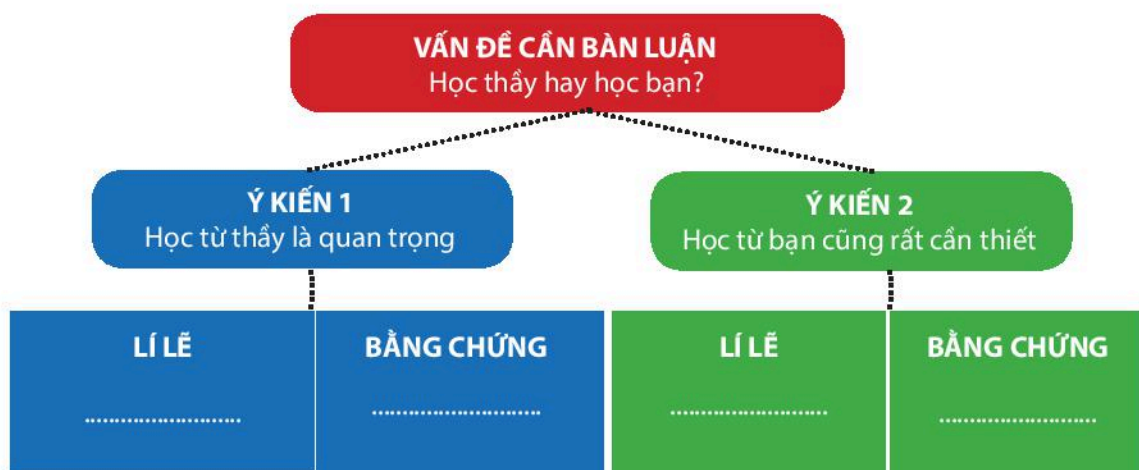 VẤN ĐỀ CẦN BÀN LUẬN
Học thầy hay học bạn?
Ý KIẾN 1
Học từ thầy là quan trọng
Ý KIẾN 2
Học từ bạn cũng rất cần thiết
LÍ LẼ
BẰNG CHỨNG
LÍ LẼ
BẰNG CHỨNG
..........................
............................
..........................
..........................